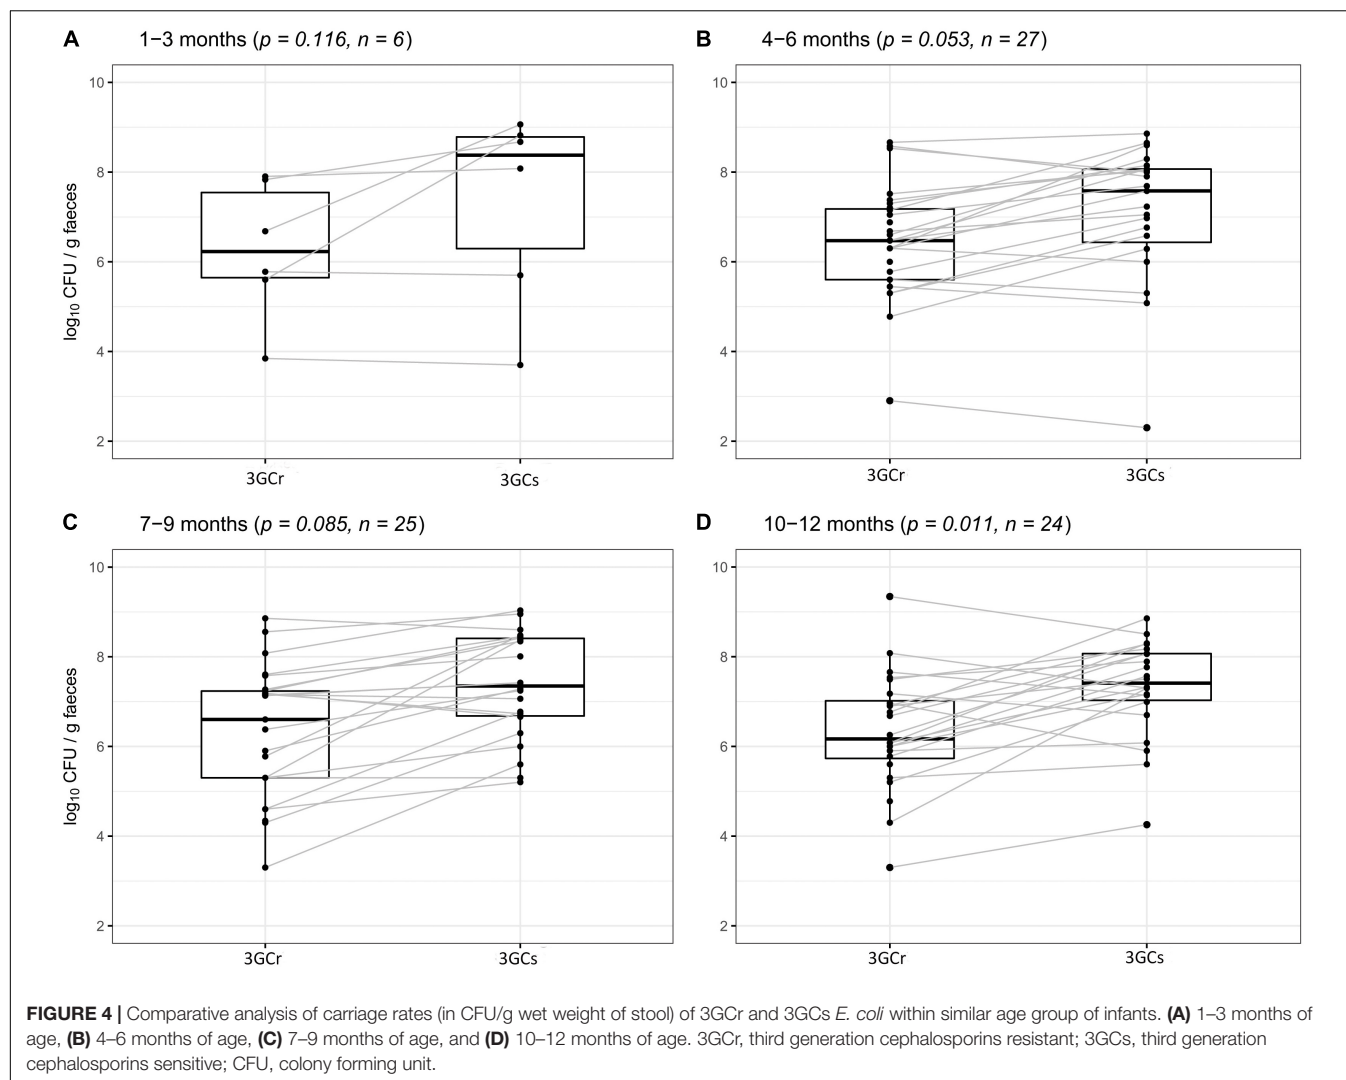 A 1−3 months (p = 0.116, n = 6)
B 4−6 months (p = 0.053, n = 27)
10
8
6
4
2
log10 CFU / g faeces
3GCr
3GCs
10
8
6
4
2
3GCr
3GCs
C 7−9 months (p = 0.085, n = 25)
D 10−12 months (p = 0.011, n = 24)
10
8
6
4
2
log10 CFU / g faeces
3GCr
3GCs
10
8
6
4
2
3GCr
3GCs
FIGURE 4 | Comparative analysis of carriage rates (in CFU/g wet weight of stool) of 3GCr and 3GCs E. coli within similar age group of infants. (A) 1–3 months of
age, (B) 4–6 months of age, (C) 7–9 months of age, and (D) 10–12 months of age. 3GCr, third generation cephalosporins resistant; 3GCs, third generation
cephalosporins sensitive; CFU, colony forming unit.